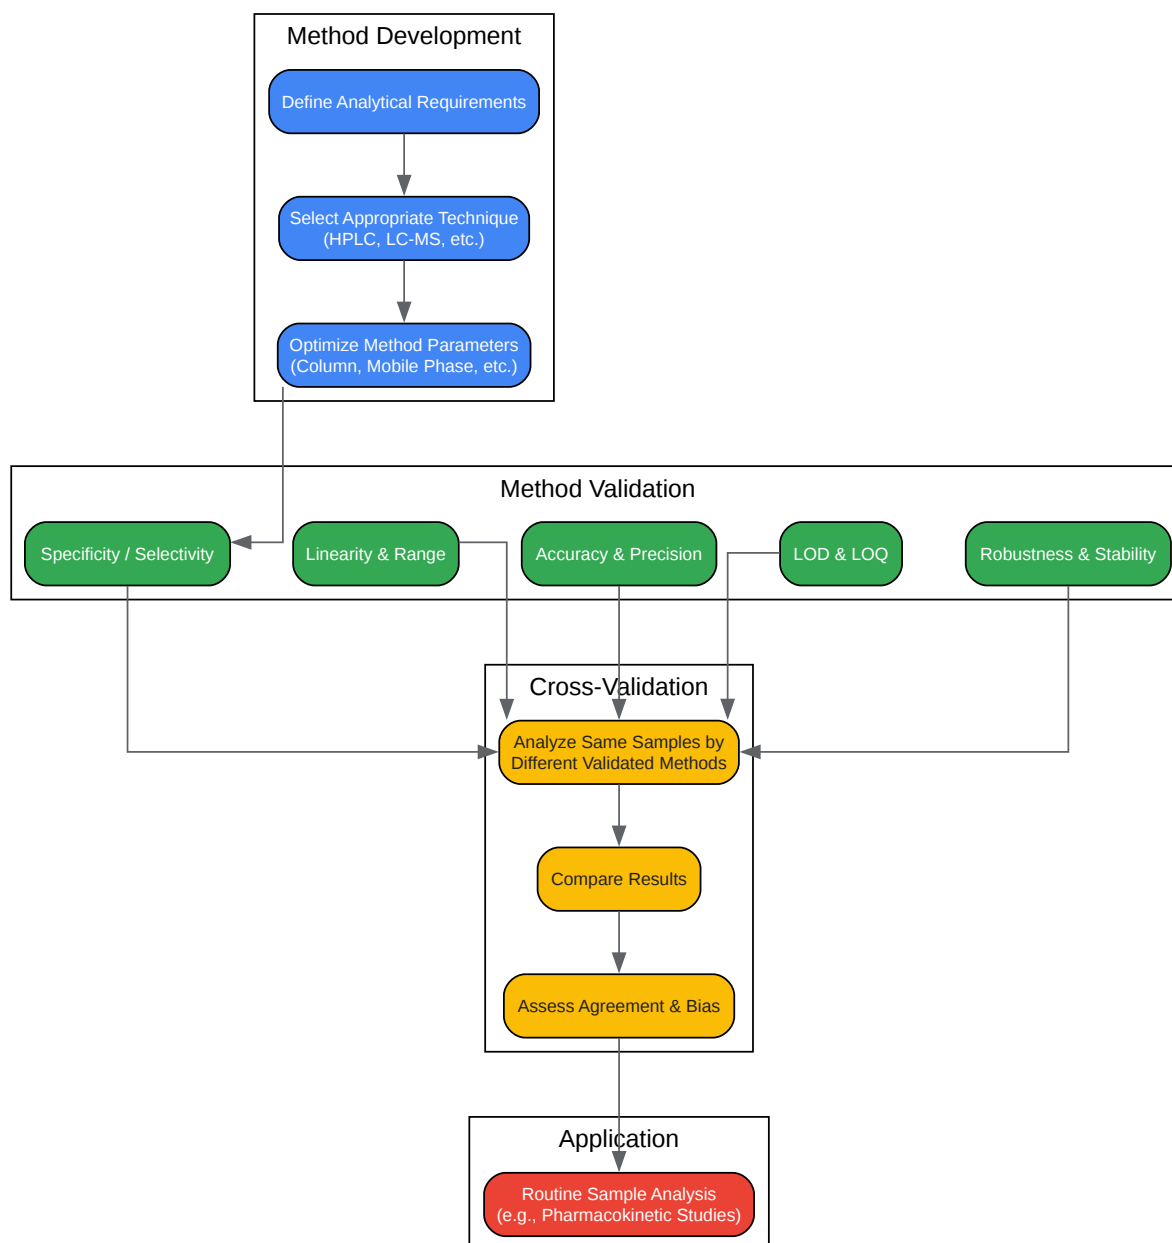 Method Development
Define Analytical Requirements
Select Appropriate Technique
(HPLC, LC-MS, etc.)
Optimize Method Parameters
(Column, Mobile Phase, etc.)
Method Validation
Specificity / Selectivity
Linearity & Range
Accuracy & Precision
LOD & LOQ
Robustness & Stability
Cross-Validation
Analyze Same Samples by
Different Validated Methods
Compare Results
Assess Agreement & Bias
Application
Routine Sample Analysis
(e.g., Pharmacokinetic Studies)